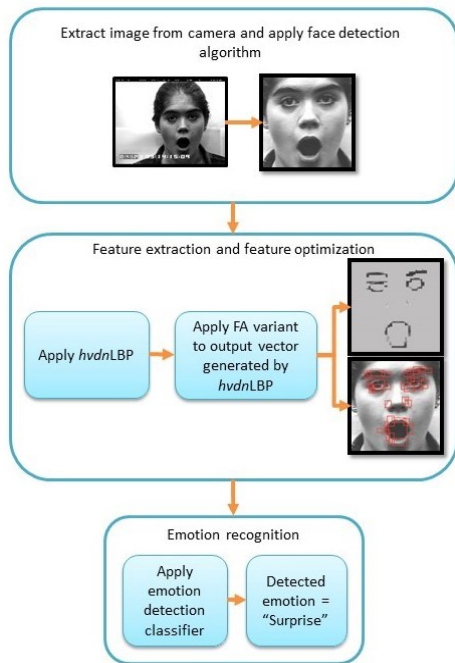 Extract image from camera and apply face detection
algorithm
Feature extraction and feature optimization
Apply hvdnLBP
Apply FA variant
to output vector
generated by
hvdnLBP
Emotion recognition
Apply
emotion
detection
classifier
Detected
emotion =
“Surprise”